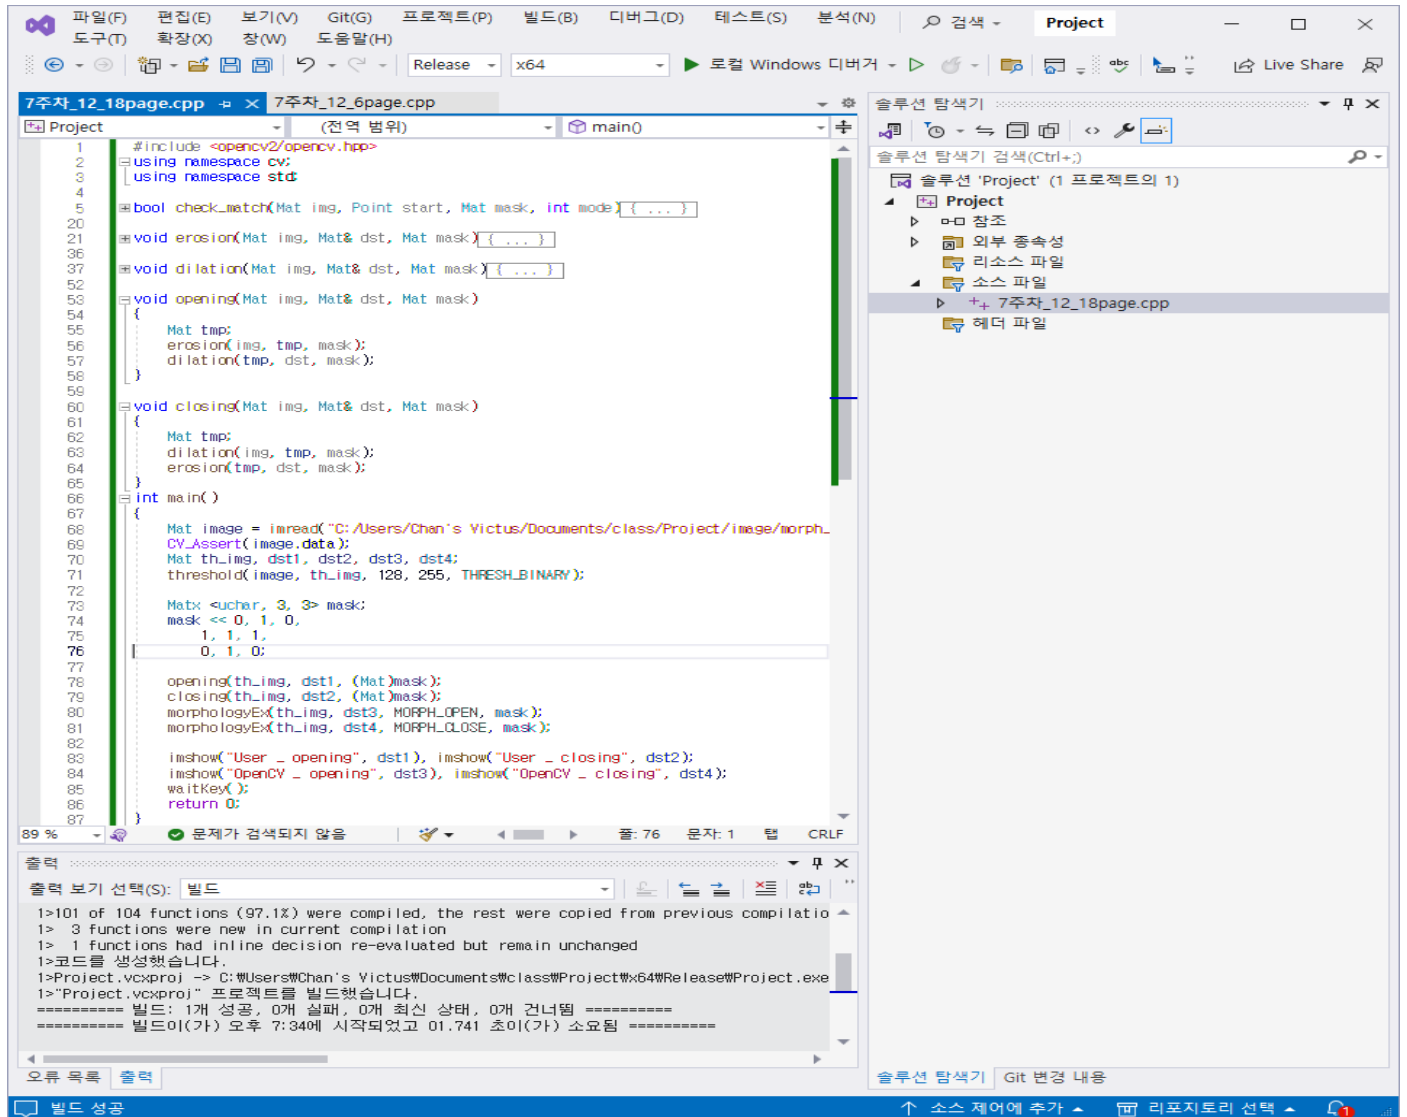 파일(F) 편집(E) 보기(V) Git(G) 프로젝트(P) 빌드(B) 디버그(D) 테스트(S) 분석(N) 검색 Project
도구(T) 확장(X) 창(W) 도움말(H)
Release x64 로컬 Windows 디버거 Live Share
7주차_12_18page.cpp 7주차_12_6page.cpp
Project (전역 범위) main()
1 #include <opencv2/opencv.hpp>
2 using namespace cv;
3 using namespace std;
4
5 bool check_match(Mat img, Point start, Mat mask, int mode) { ... }
20
21 void erosion(Mat img, Mat& dst, Mat mask) { ... }
36
37 void dilation(Mat img, Mat& dst, Mat mask) { ... }
52
53 void opening(Mat img, Mat& dst, Mat mask)
54 {
55 Mat tmp;
56 erosion(img, tmp, mask);
57 dilation(tmp, dst, mask);
58 }
59
60 void closing(Mat img, Mat& dst, Mat mask)
61 {
62 Mat tmp;
63 dilation(img, tmp, mask);
64 erosion(tmp, dst, mask);
65 }
66 int main()
67 {
68 Mat image = imread("C:/Users/Chan's Victus/Documents/class/Project/image/morph_
69 CV_Assert(image.data);
70 Mat th_img, dst1, dst2, dst3, dst4;
71 threshold(image, th_img, 128, 255, THRESH_BINARY);
72
73 Matx <uchar, 3, 3> mask;
74 mask << 0, 1, 0,
75 1, 1, 1,
76 0, 1, 0;
77
78 opening(th_img, dst1, (Mat)mask);
79 closing(th_img, dst2, (Mat)mask);
80 morphologyEx(th_img, dst3, MORPH_OPEN, mask);
81 morphologyEx(th_img, dst4, MORPH_CLOSE, mask);
82
83 imshow("User _ opening", dst1), imshow("User _ closing", dst2);
84 imshow("OpenCV _ opening", dst3), imshow("OpenCV _ closing", dst4);
85 waitKey();
86 return 0;
87 }
89 % 문제가 검색되지 않음 줄: 76 문자: 1 탭 CRLF
출력
출력 보기 선택(S): 빌드
1>101 of 104 functions (97.1%) were compiled, the rest were copied from previous compilatio
1> 3 functions were new in current compilation
1> 1 functions had inline decision re-evaluated but remain unchanged
1>코드를 생성했습니다.
1>Project.vcxproj -> C:₩Users₩Chan's Victus₩Documents₩class₩Project₩x64₩Release₩Project.exe
1>"Project.vcxproj" 프로젝트를 빌드했습니다.
========== 빌드: 1개 성공, 0개 실패, 0개 최신 상태, 0개 건너뜀 ==========
========== 빌드이(가) 오후 7:34에 시작되었고 01.741 초이(가) 소요됨 ==========
오류 목록 출력
솔루션 탐색기
솔루션 탐색기 검색(Ctrl+;)
솔루션 'Project' (1 프로젝트의 1)
Project
참조
외부 종속성
리소스 파일
소스 파일
7주차_12_18page.cpp
헤더 파일
솔루션 탐색기 Git 변경 내용
빌드 성공 소스 제어에 추가 리포지토리 선택 1